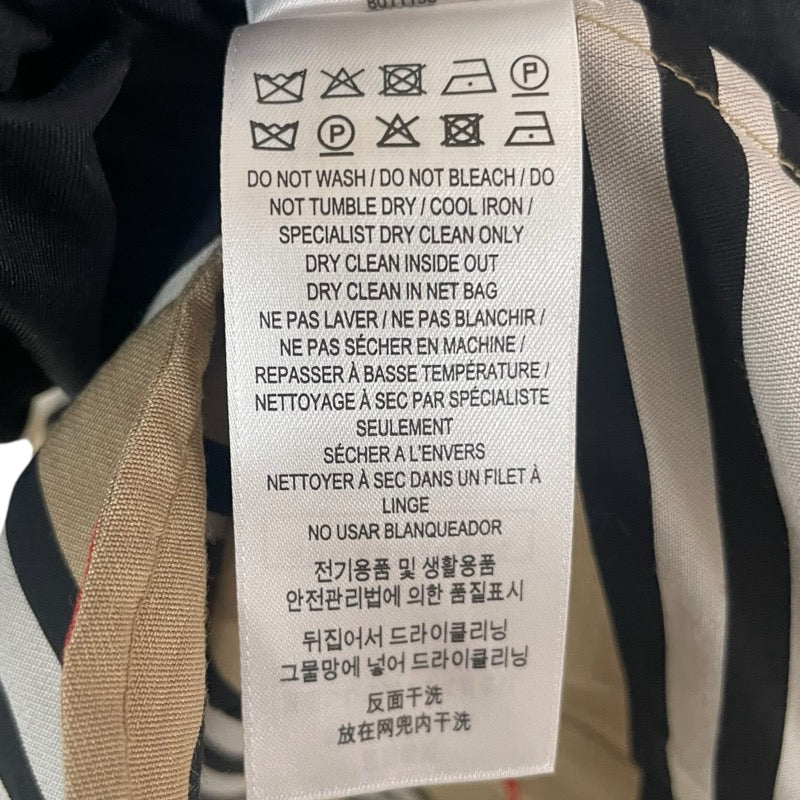 P
P
DO NOT WASH / DO NOT BLEACH / DO
NOT TUMBLE DRY / COOL IRON /
SPECIALIST DRY CLEAN ONLY
DRY CLEAN INSIDE OUT
DRY CLEAN IN NET BAG
NE PAS LAVER / NE PAS BLANCHIR /
NE PAS SÉCHER EN MACHINE /
REPASSER À BASSE TEMPÉRATURE /
NETTOYAGE À SEC PAR SPÉCIALISTE
SEULEMENT
SÉCHER A L'ENVERS
NETTOYER À SEC DANS UN FILET À
LINGE
NO USAR BLANQUEADOR
전기용품 및 생활용품
안전관리법에 의한 품질표시
뒤집어서 드라이클리닝
그물망에 넣어 드라이클리닝
反面干洗
放在网兜内干洗